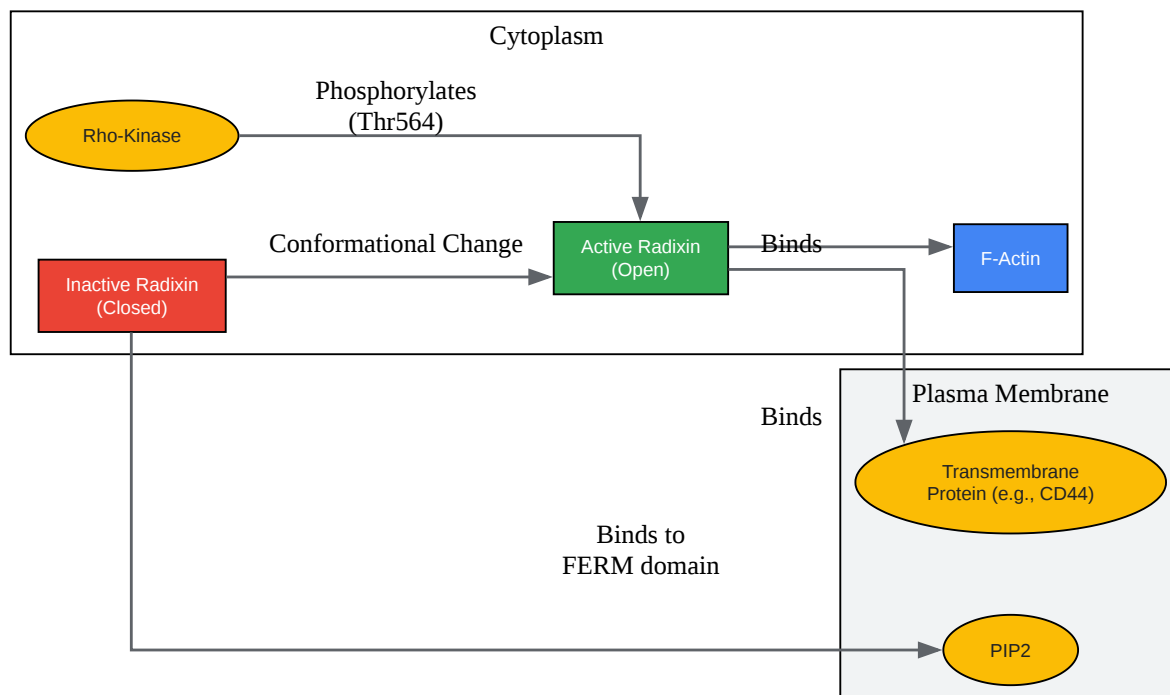 Cytoplasm
Phosphorylates
(Thr564)
Rho-Kinase
Conformational Change
Active Radixin
(Open)
Binds
F-Actin
Inactive Radixin
(Closed)
Plasma Membrane
Binds
Transmembrane
Protein (e.g., CD44)
Binds to
FERM domain
PIP2